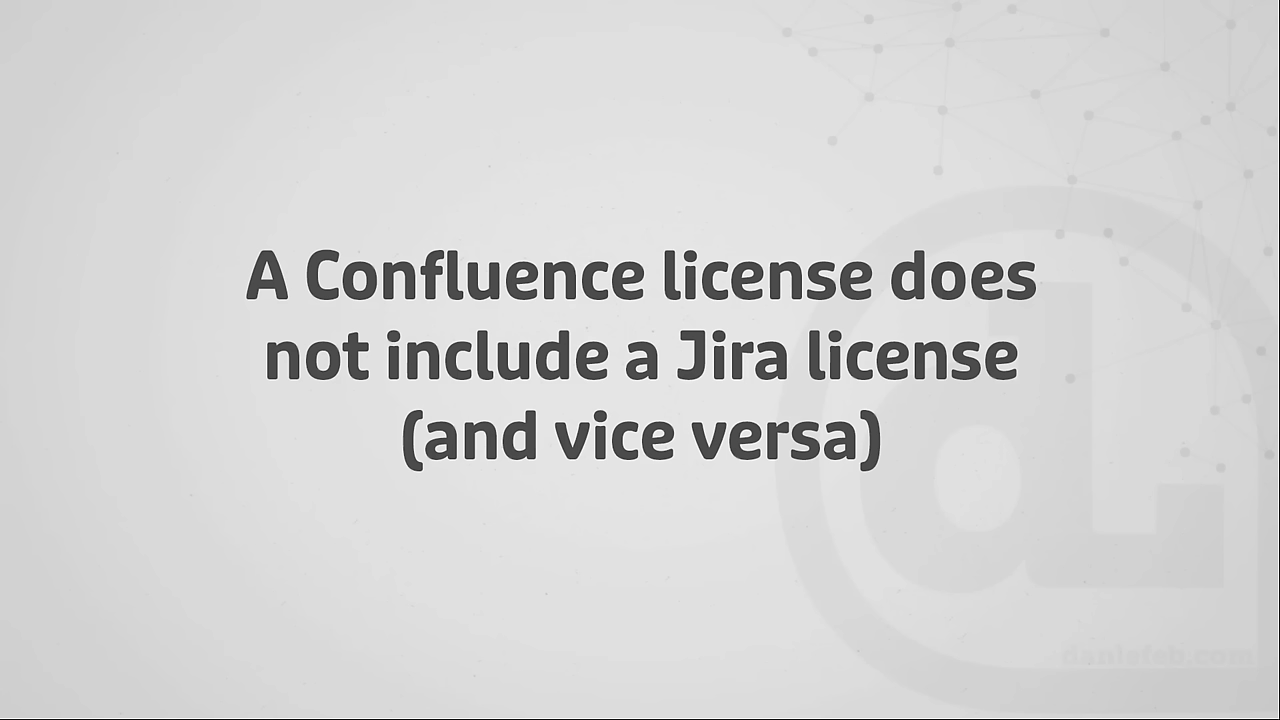 A Confluence license does
not include a Jira license
(and vice versa)